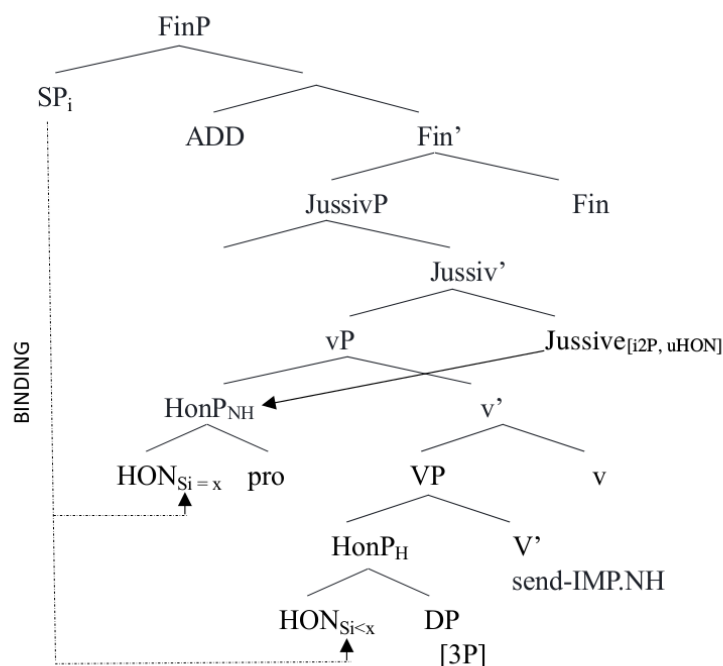 FinP
SPi
ADD
Fin’
JussivP
Fin
Jussiv’
vP
Jussive[i2P, uHON]
BINDING
HonPNH
v’
HONSi = x
pro
VP
v
HonPH
V’
send-IMP.NH
HONSi<x
DP
[3P]